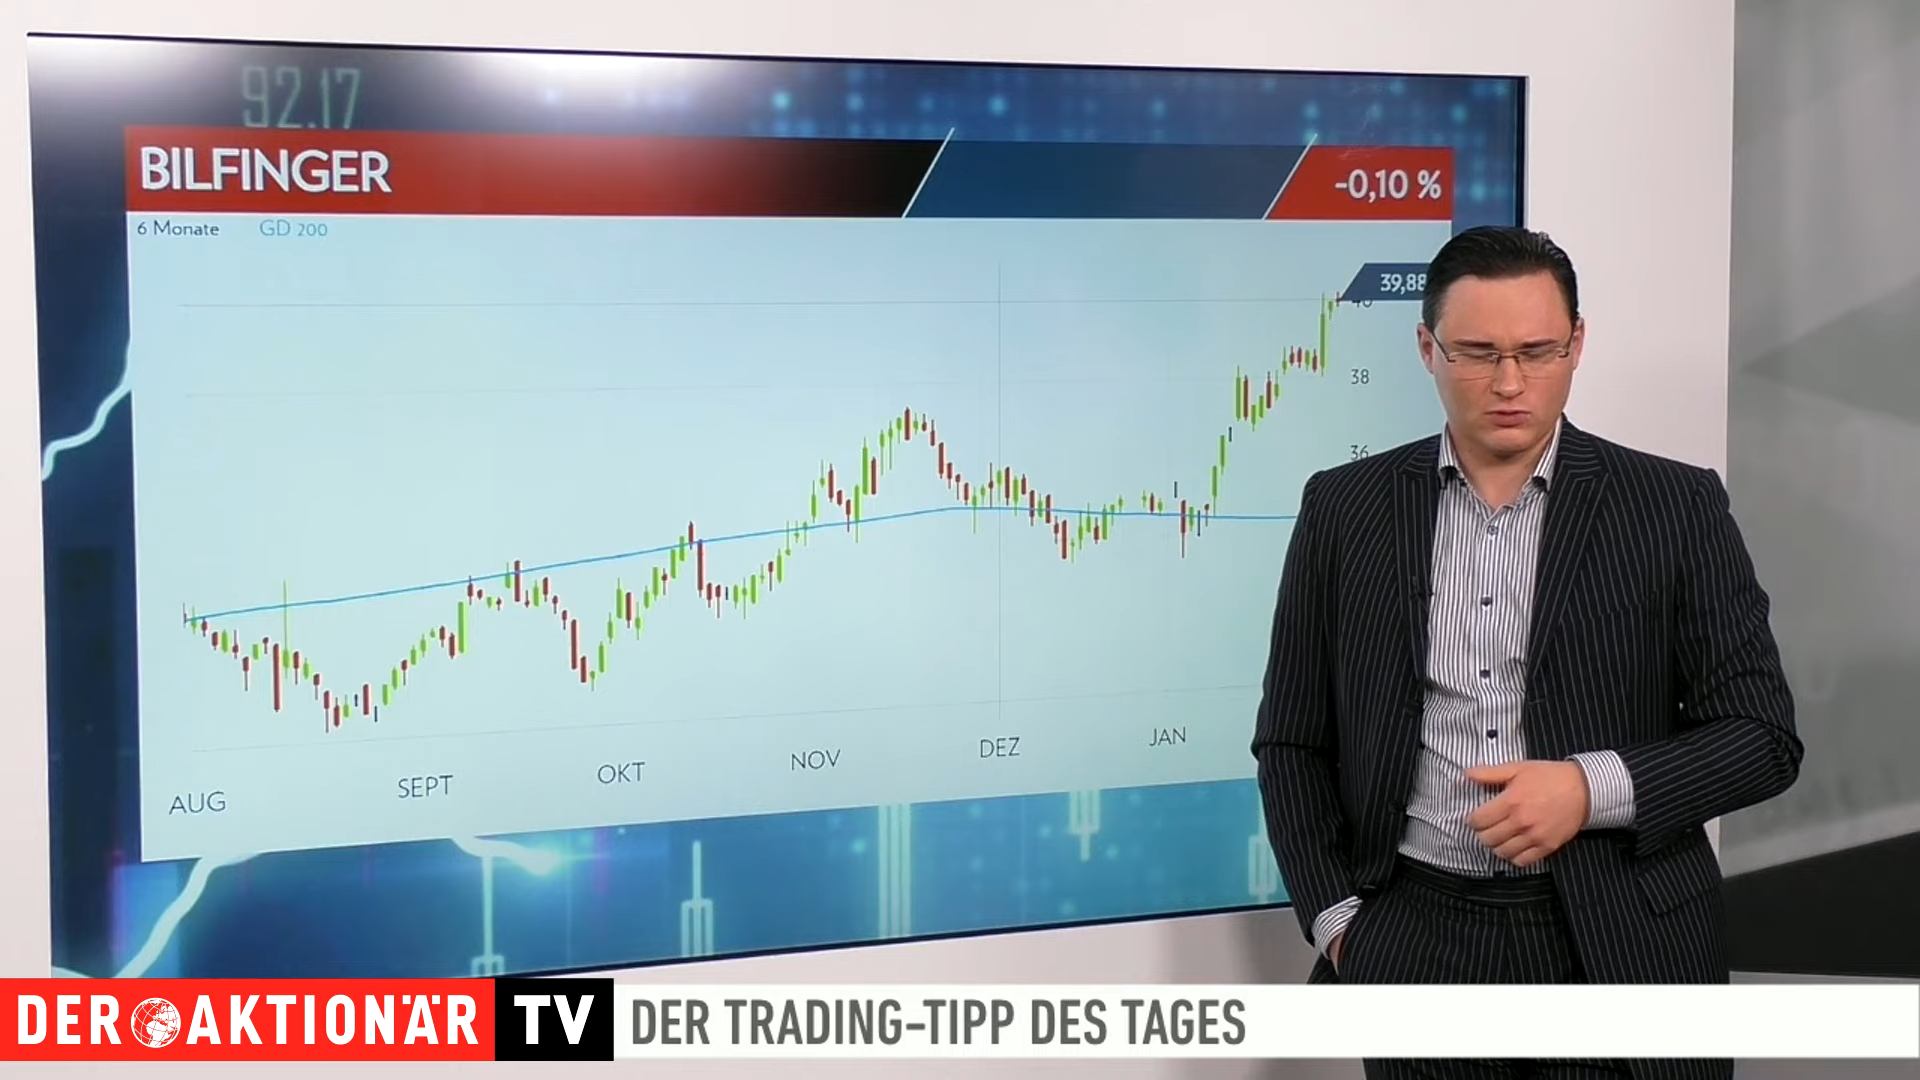 92.17
BILFINGER
-0,10 %
6 Monate GD 200
39,88
40
38
36
AUG SEPT OKT NOV DEZ JAN
DER AKTIONÄR TV DER TRADING-TIPP DES TAGES